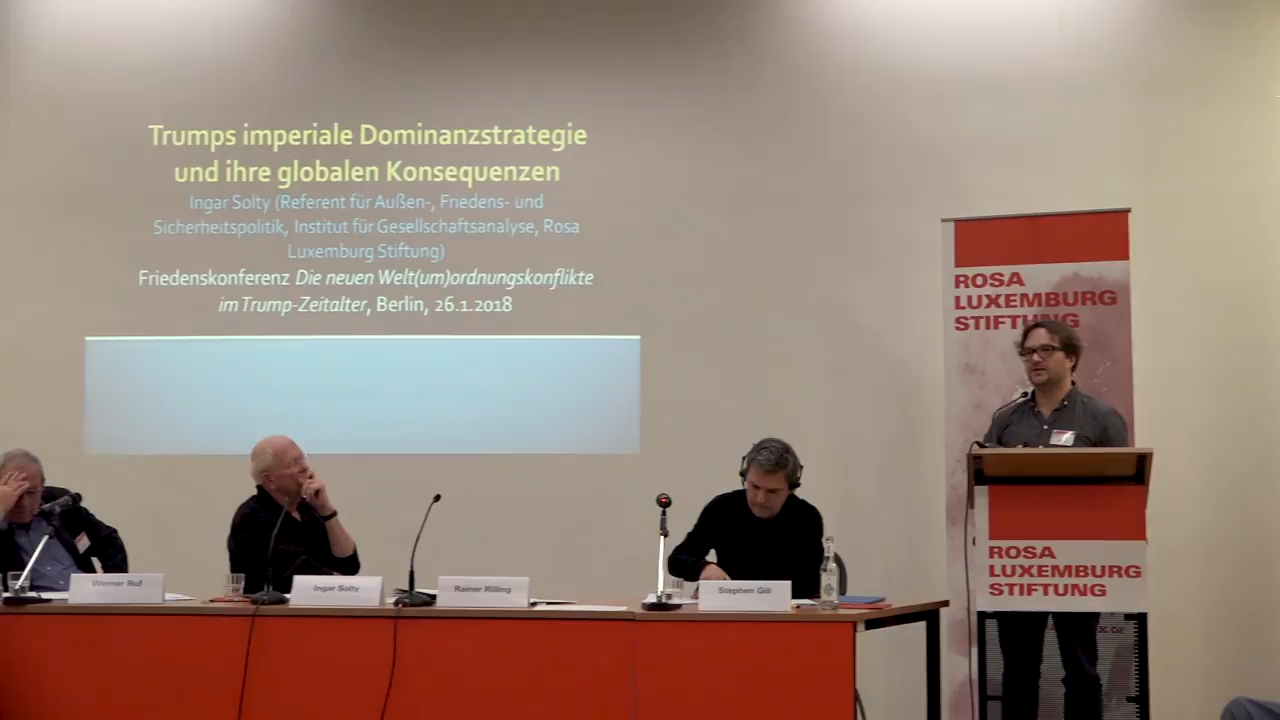 Trumps imperiale Dominanzstrategie
und ihre globalen Konsequenzen
Ingar Solty (Referent für Außen-, Friedens- und
Sicherheitspolitik, Institut für Gesellschaftsanalyse, Rosa
Luxemburg Stiftung)
Friedenskonferenz Die neuen Welt(um)ordnungskonflikte
im Trump-Zeitalter, Berlin, 26.1.2018
ROSA
LUXEMBURG
STIFTUNG
Werner Ruf
Ingar Solty
Rainer Rilling
Stephen Gill
ROSA
LUXEMBURG
STIFTUNG